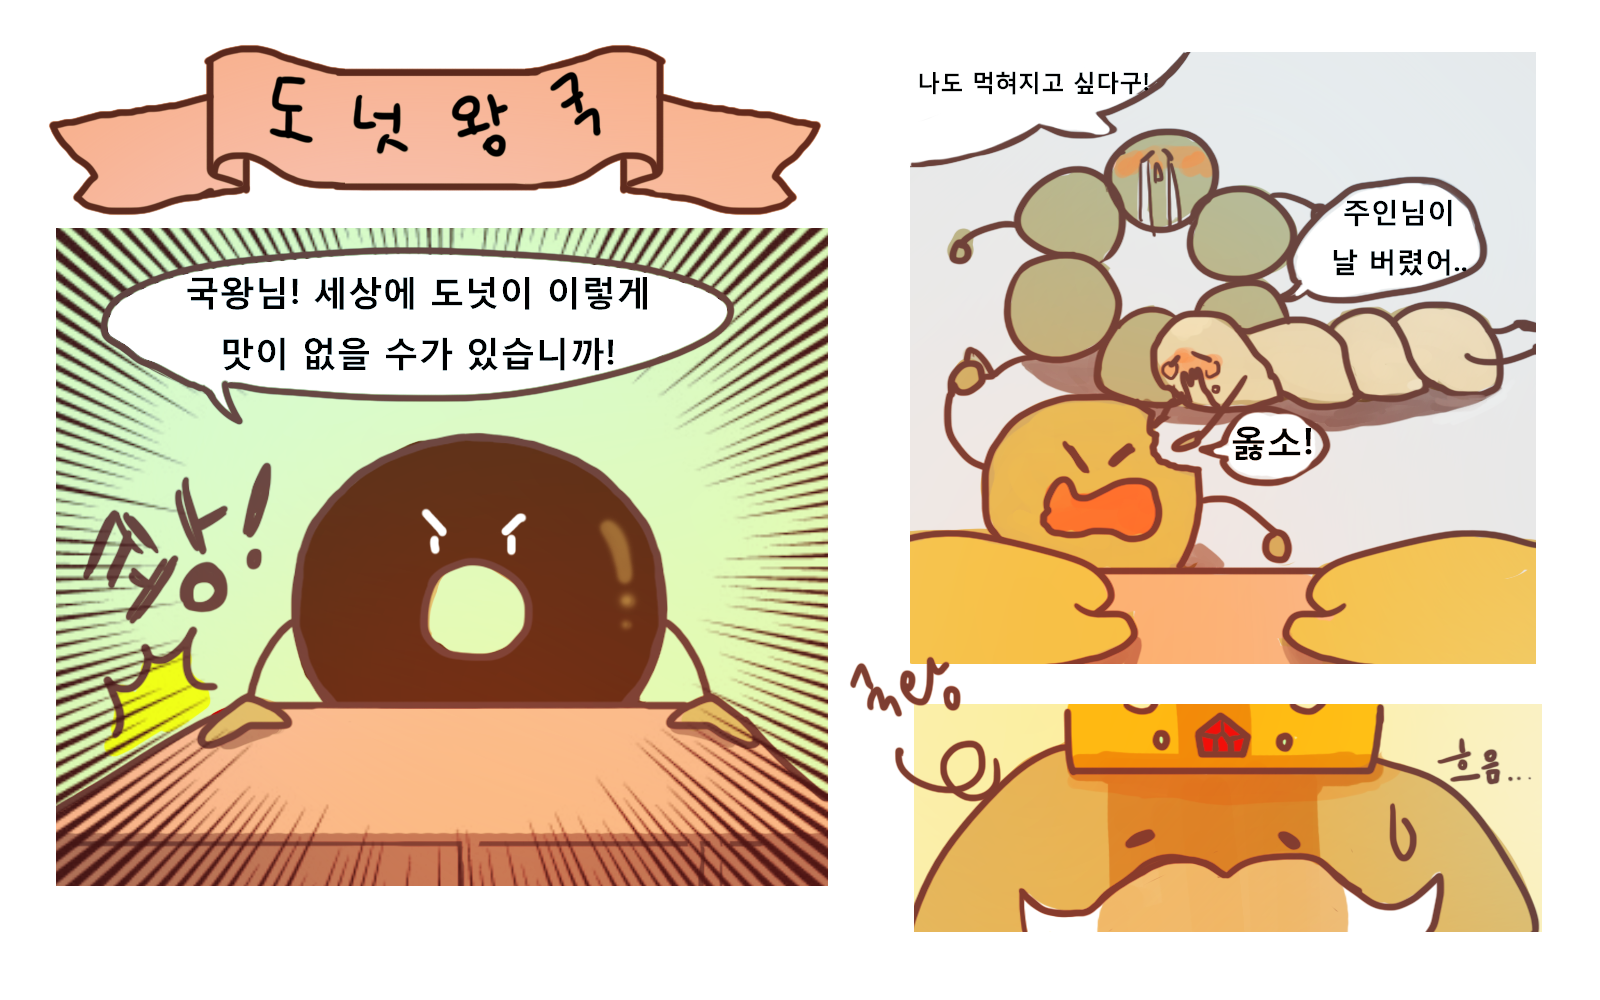 도넛왕국
국왕님! 세상에 도넛이 이렇게
맛이 없을 수가 있습니까!
쾅!
나도 먹혀지고 싶다구!
주인님이
날 버렸어..
옳소!
흐음...